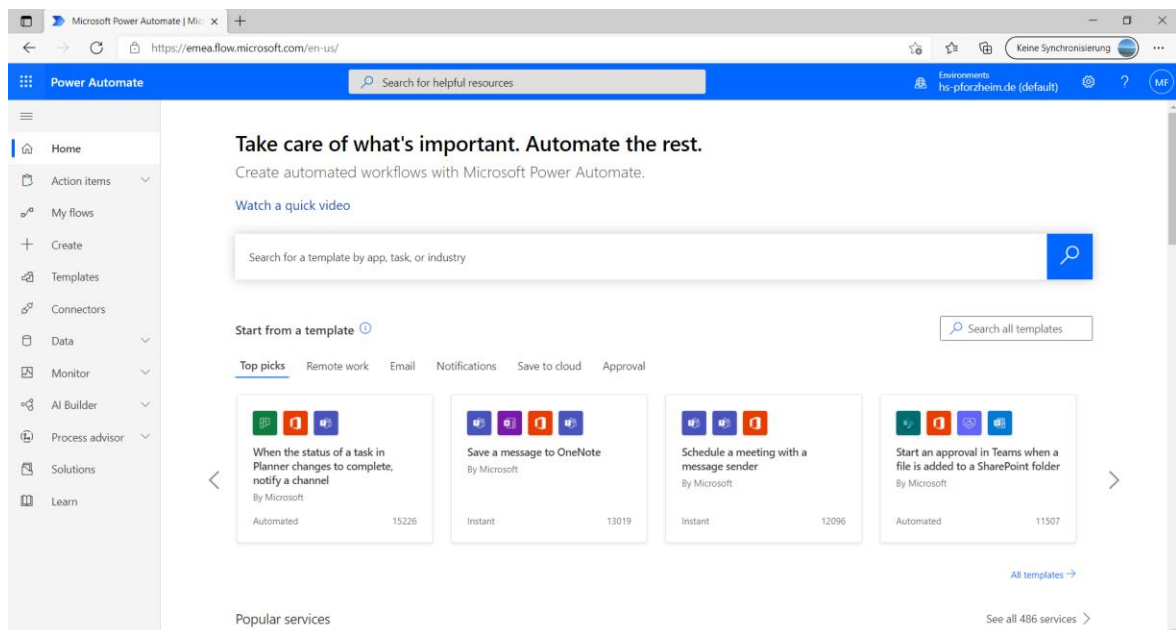 Microsoft Power Automate | Mic
https://emea.flow.microsoft.com/en-us/
Keine Synchronisierung
Power Automate
Search for helpful resources
Environments
hs-pforzheim.de (default)
MF
Home
Action items
My flows
Create
Templates
Connectors
Data
Monitor
AI Builder
Process advisor
Solutions
Learn
Take care of what's important. Automate the rest.
Create automated workflows with Microsoft Power Automate.
Watch a quick video
Search for a template by app, task, or industry
Start from a template
Search all templates
Top picks Remote work Email Notifications Save to cloud Approval
When the status of a task in
Planner changes to complete,
notify a channel
By Microsoft
Automated 15226
Save a message to OneNote
By Microsoft
Instant 13019
Schedule a meeting with a
message sender
By Microsoft
Instant 12096
Start an approval in Teams when a
file is added to a SharePoint folder
By Microsoft
Automated 11507
All templates
Popular services
See all 486 services